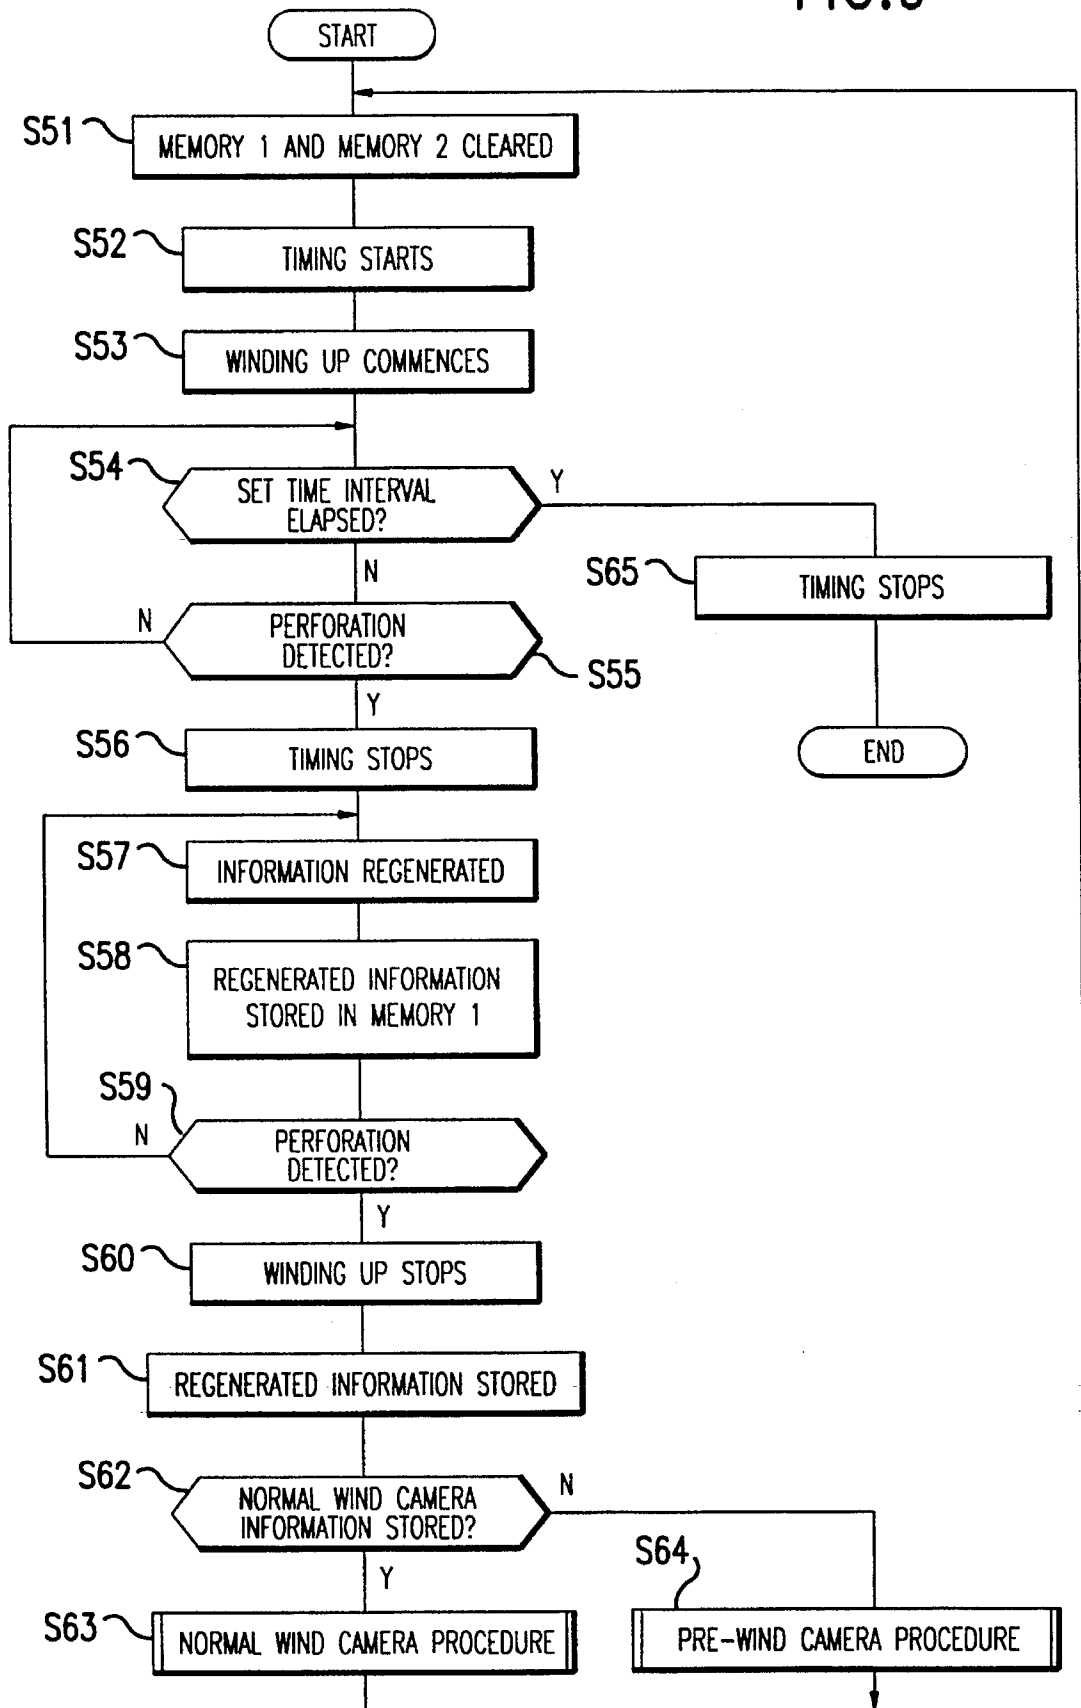 START
S51
MEMORY 1 AND MEMORY 2 CLEARED
S52
TIMING STARTS
S53
WINDING UP COMMENCES
S54
SET TIME INTERVAL
ELAPSED?
Y
N
S65
TIMING STOPS
N
PERFORATION
DETECTED?
S55
Y
END
S56
TIMING STOPS
S57
INFORMATION REGENERATED
S58
REGENERATED INFORMATION
STORED IN MEMORY 1
S59
N
PERFORATION
DETECTED?
Y
S60
WINDING UP STOPS
S61
REGENERATED INFORMATION STORED
S62
NORMAL WIND CAMERA
INFORMATION STORED?
N
Y
S64
S63
NORMAL WIND CAMERA PROCEDURE
PRE-WIND CAMERA PROCEDURE